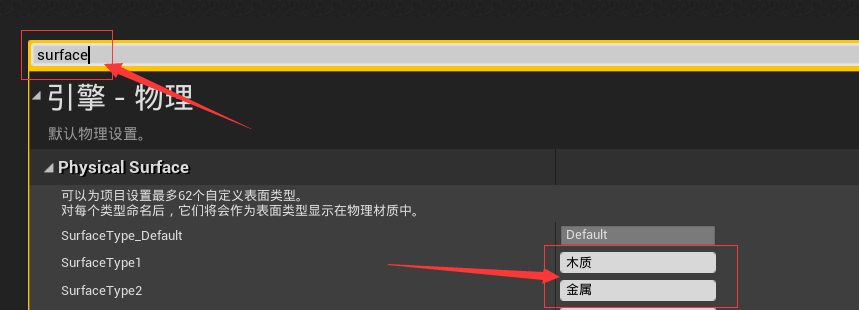 surface
引擎 - 物理
默认物理设置。
Physical Surface
可以为项目设置最多62个自定义表面类型。
对每个类型命名后，它们将会作为表面类型显示在物理材质中。
SurfaceType_Default Default
SurfaceType1 木质
SurfaceType2 金属